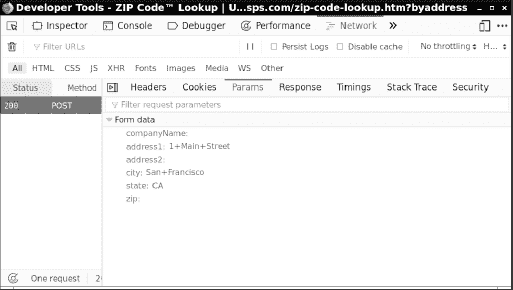 Developer Tools - ZIP Code™ Lookup | U...sps.com/zip-code-lookup.htm?byaddress
Inspector Console Debugger Performance Network
Filter URLs Persist Logs Disable cache No throttling H...
All HTML CSS JS XHR Fonts Images Media WS Other
Status Method Headers Cookies Params Response Timings Stack Trace Security
200 POST Filter request parameters
Form data
companyName:
address1: 1+Main+Street
address2:
city: San+Francisco
state: CA
zip:
One request